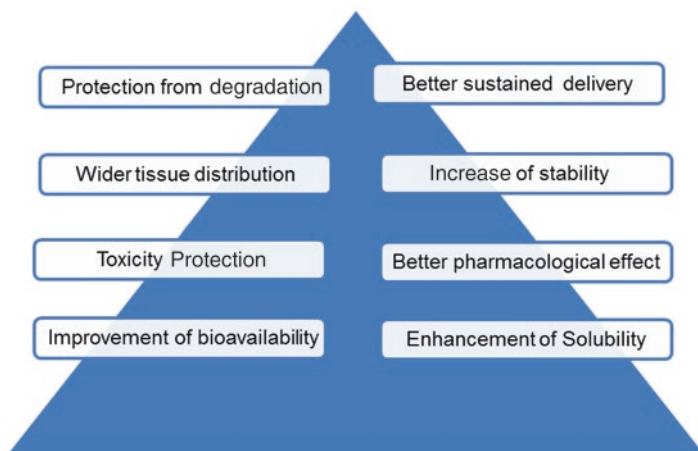 Protection from degradation
Better sustained delivery
Wider tissue distribution
Increase of stability
Toxicity Protection
Better pharmacological effect
Improvement of bioavailability
Enhancement of Solubility